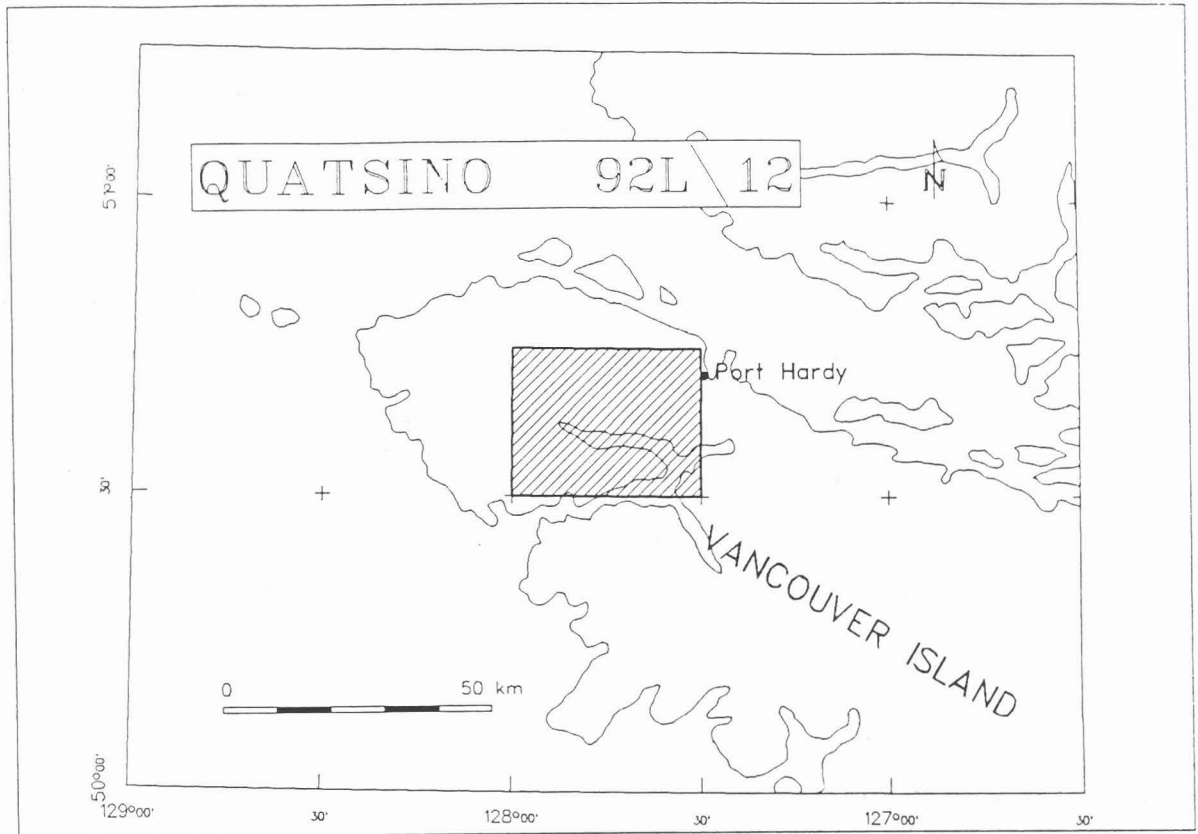 QUATSINO 92L\12
51°00'
N
Port Hardy
30'
VANCOUVER ISLAND
0 50 km
50°00'
129°00' 30' 128°00' 30' 127°00' 30'